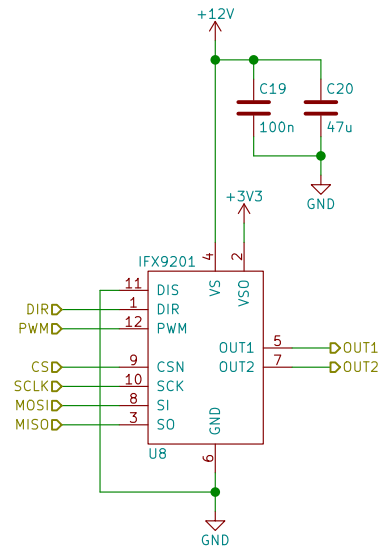 +12V
C19
100n
C20
47u
GND
+3V3
IFX9201
4
2
VS
VSO
11 DIS
DIR 1 DIR
PWM 12 PWM
OUT1 5 OUT1
OUT2 7 OUT2
CS 9 CSN
SCLK 10 SCK
MOSI 8 SI
MISO 3 SO
GND
6
U8
GND